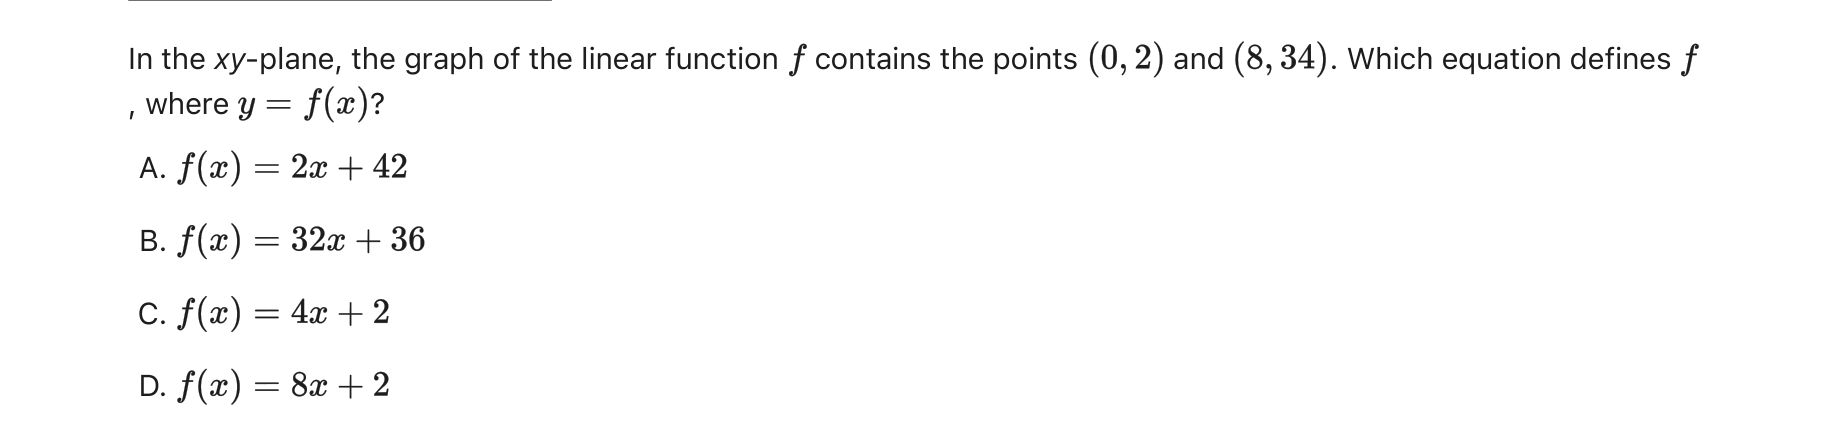 In the xy-plane, the graph of the linear function f contains the points (0, 2) and (8, 34). Which equation defines f
, where y = f(x)?
A. f(x) = 2x + 42
B. f(x) = 32x + 36
C. f(x) = 4x + 2
D. f(x) = 8x + 2